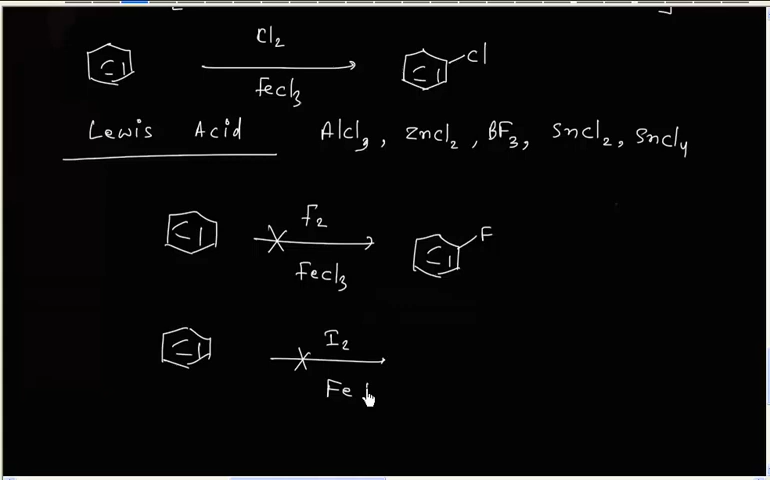 Cl2
Cl
FeCl3
Lewis Acid AlCl3, ZnCl2, BF3, SnCl2, SnCl4
F2
F
FeCl3
I2
Fe